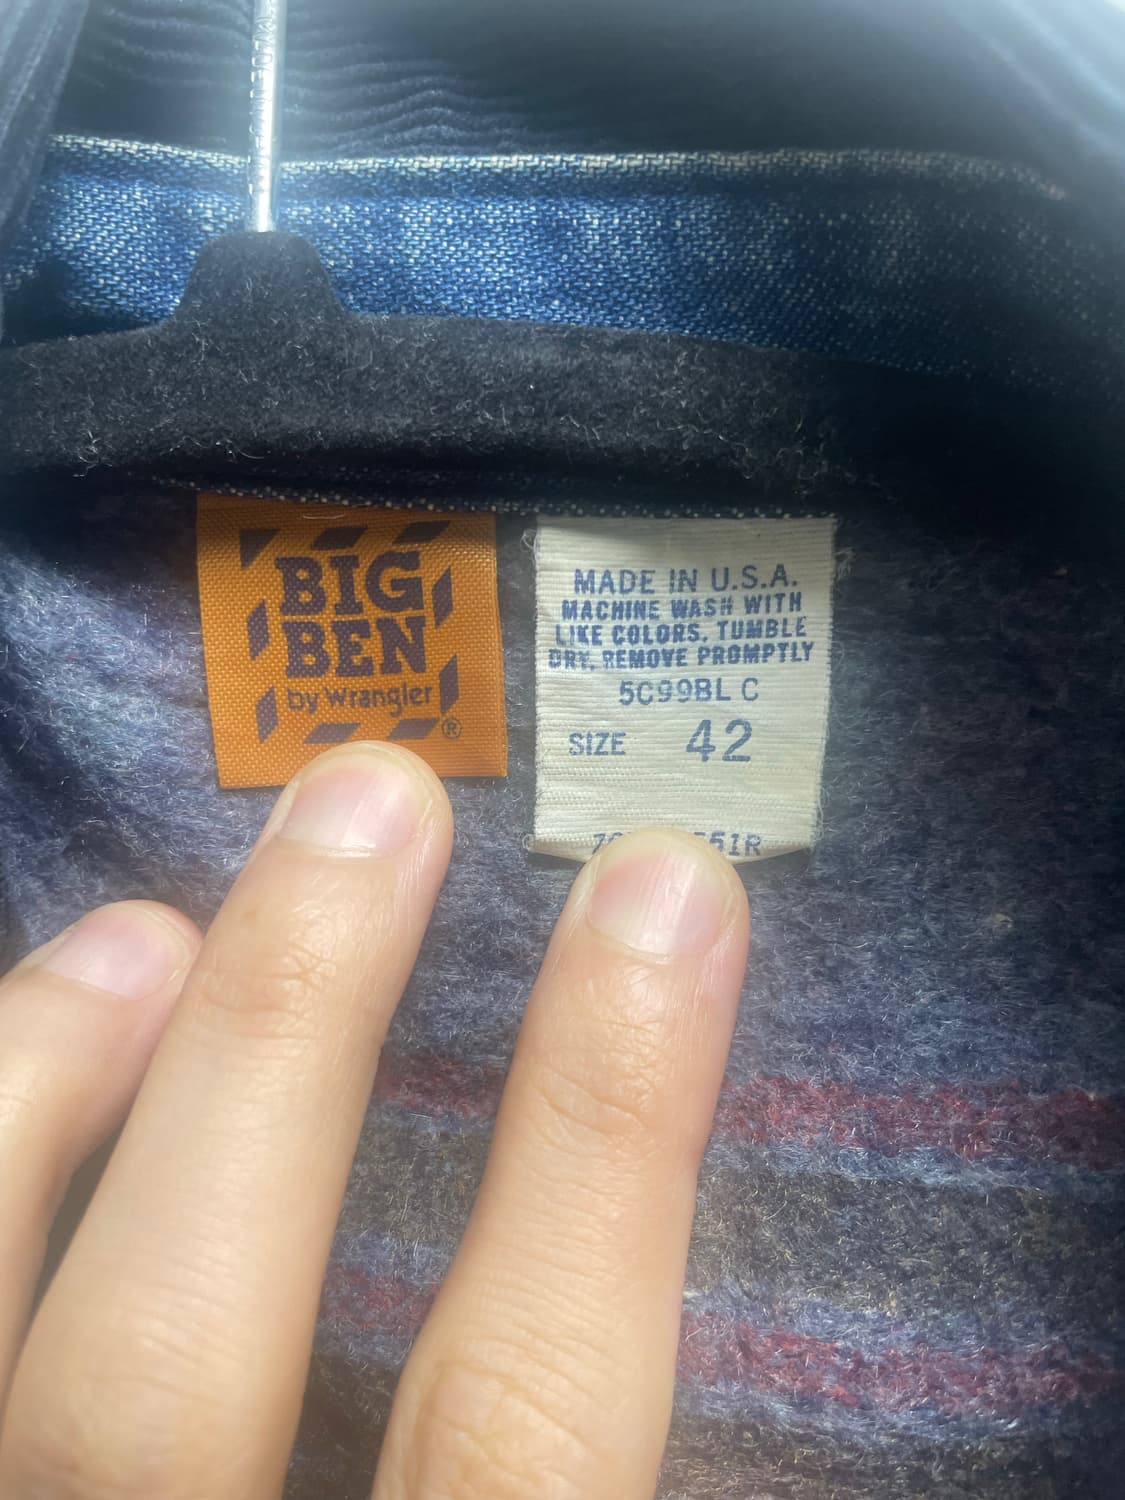 BIG
BEN
by Wrangler
®
MADE IN U.S.A.
MACHINE WASH WITH
LIKE COLORS, TUMBLE
DRY, REMOVE PROMPTLY
5C99BL C
SIZE 42